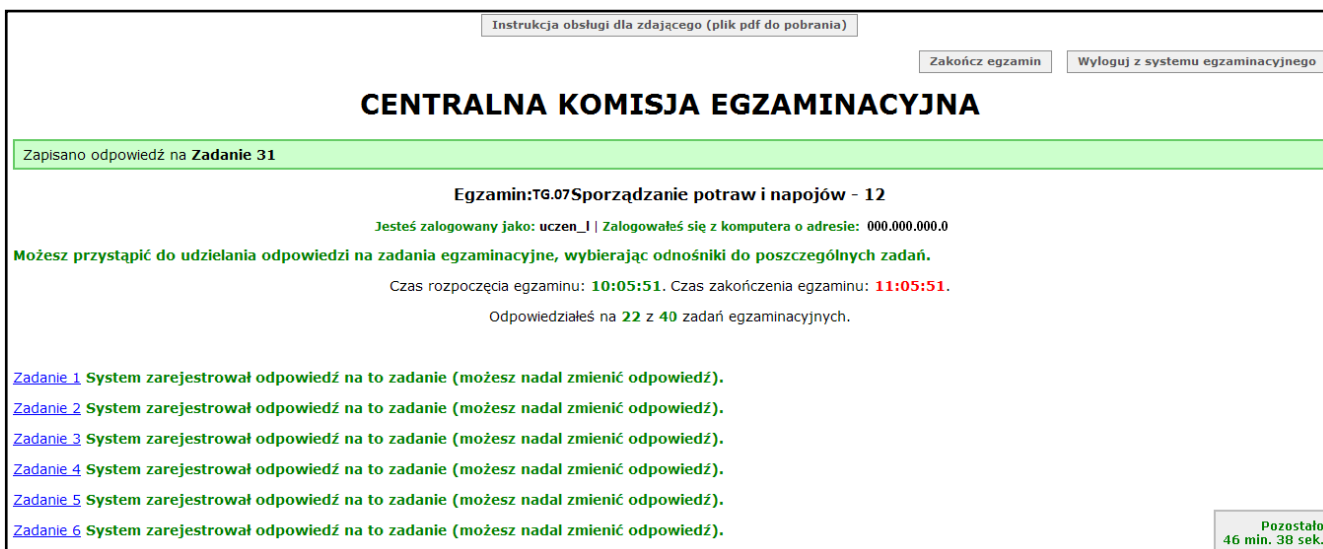 Instrukcja obsługi dla zdającego (plik pdf do pobrania)
Zakończ egzamin Wyloguj z systemu egzaminacyjnego
CENTRALNA KOMISJA EGZAMINACYJNA
Zapisano odpowiedź na Zadanie 31
Egzamin:TG.07Sporządzanie potraw i napojów - 12
Jesteś zalogowany jako: uczen_l | Zalogowałeś się z komputera o adresie: 000.000.000.0
Możesz przystąpić do udzielania odpowiedzi na zadania egzaminacyjne, wybierając odnośniki do poszczególnych zadań.
Czas rozpoczęcia egzaminu: 10:05:51. Czas zakończenia egzaminu: 11:05:51.
Odpowiedziałeś na 22 z 40 zadań egzaminacyjnych.
Zadanie 1 System zarejestrował odpowiedź na to zadanie (możesz nadal zmienić odpowiedź).
Zadanie 2 System zarejestrował odpowiedź na to zadanie (możesz nadal zmienić odpowiedź).
Zadanie 3 System zarejestrował odpowiedź na to zadanie (możesz nadal zmienić odpowiedź).
Zadanie 4 System zarejestrował odpowiedź na to zadanie (możesz nadal zmienić odpowiedź).
Zadanie 5 System zarejestrował odpowiedź na to zadanie (możesz nadal zmienić odpowiedź).
Zadanie 6 System zarejestrował odpowiedź na to zadanie (możesz nadal zmienić odpowiedź).
Pozostało
46 min. 38 sek.